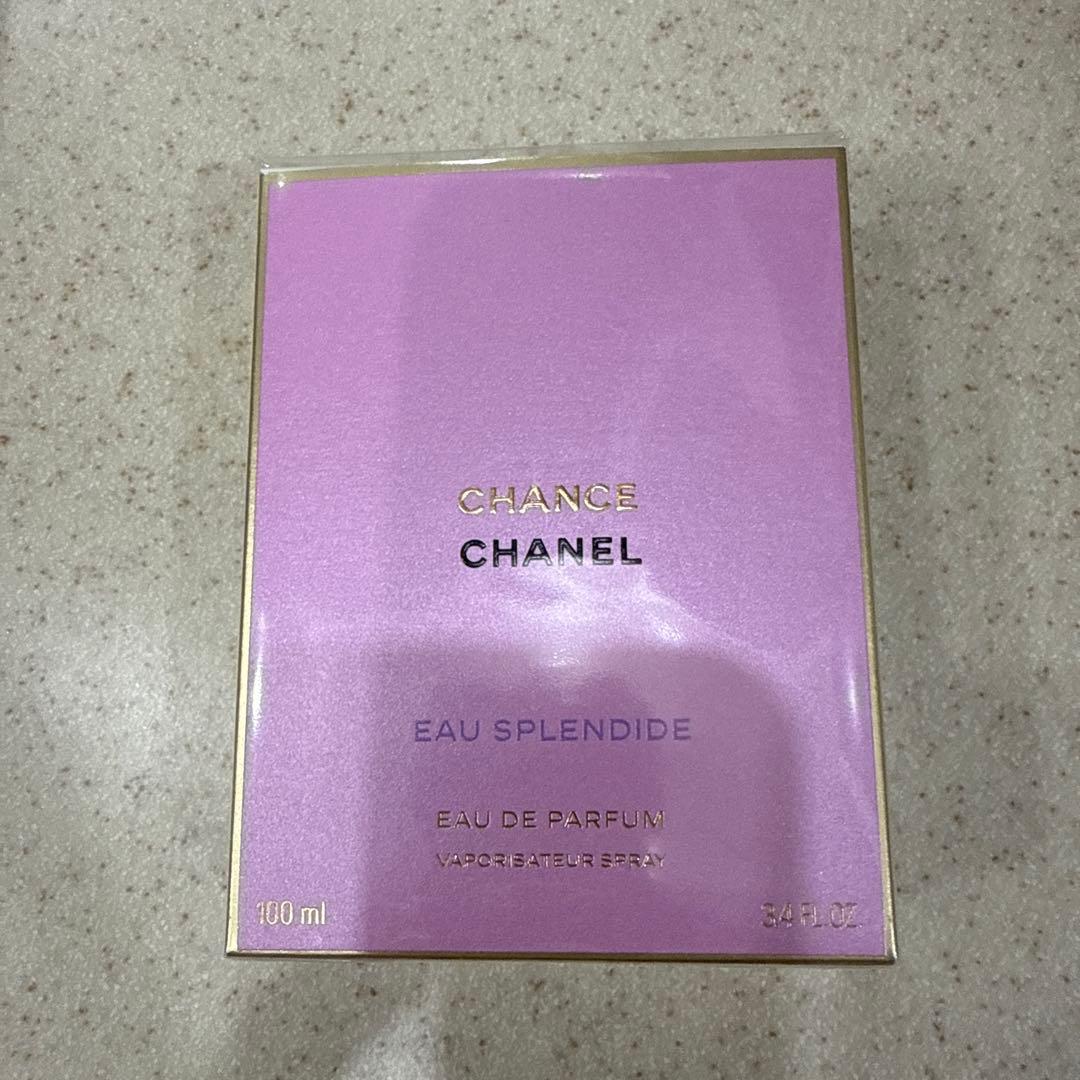 CHANCE
CHANEL
EAU SPLENDIDE
EAU DE PARFUM
VAPORISATEUR SPRAY
100 ml 3.4 FL. OZ.